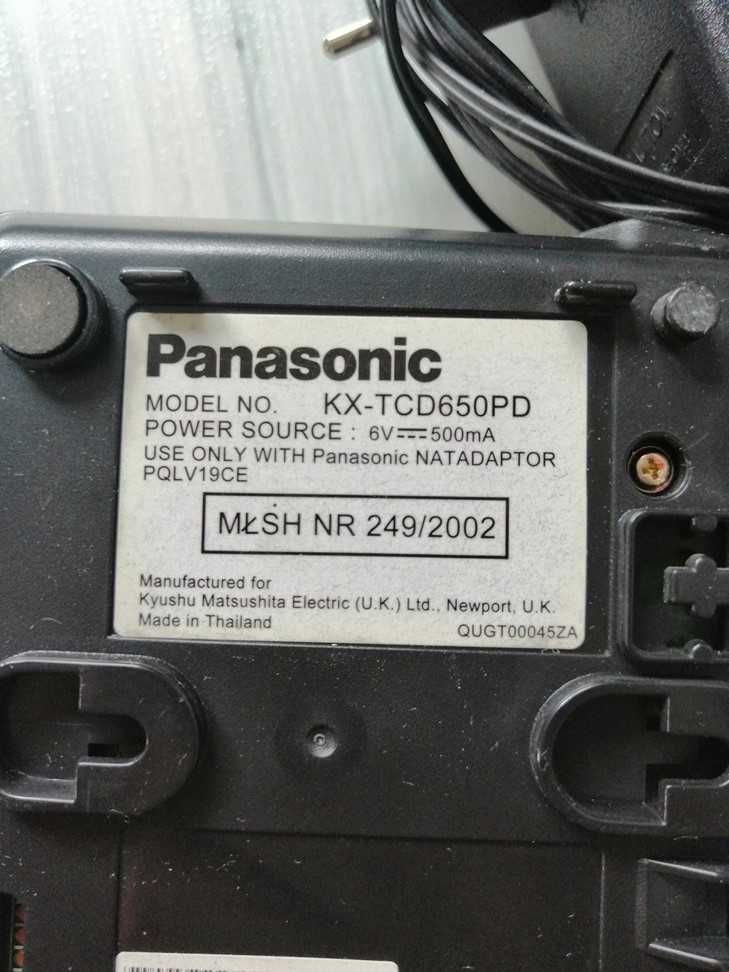 Panasonic
MODEL NO. KX-TCD650PD
POWER SOURCE : 6V⎓500mA
USE ONLY WITH Panasonic NATADAPTOR
PQLV19CE
MŁSH NR 249/2002
Manufactured for
Kyushu Matsushita Electric (U.K.) Ltd., Newport, U.K.
Made in Thailand
QUGT00045ZA